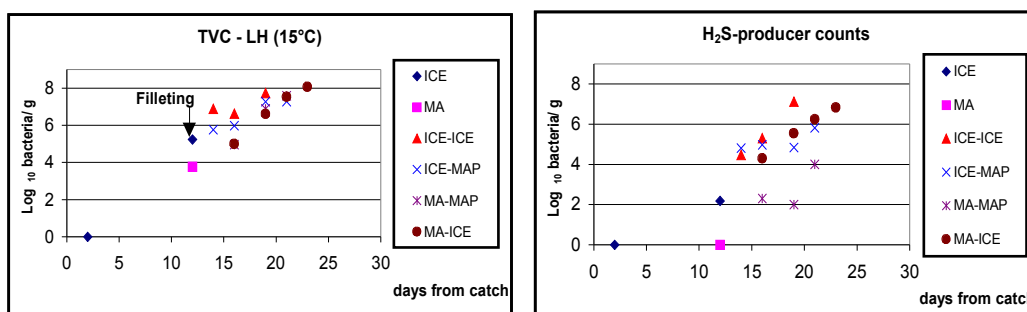 TVC - LH (15°C)
Log 10 bacteria/ g
8
6
4
2
0
0 5 10 15 20 25 30
days from catch
Filleting
ICE
MA
ICE-ICE
ICE-MAP
MA-MAP
MA-ICE
H2S-producer counts
Log 10 bacteria/ g
8
6
4
2
0
0 5 10 15 20 25 30
days from catch
ICE
MA
ICE-ICE
ICE-MAP
MA-MAP
MA-ICE